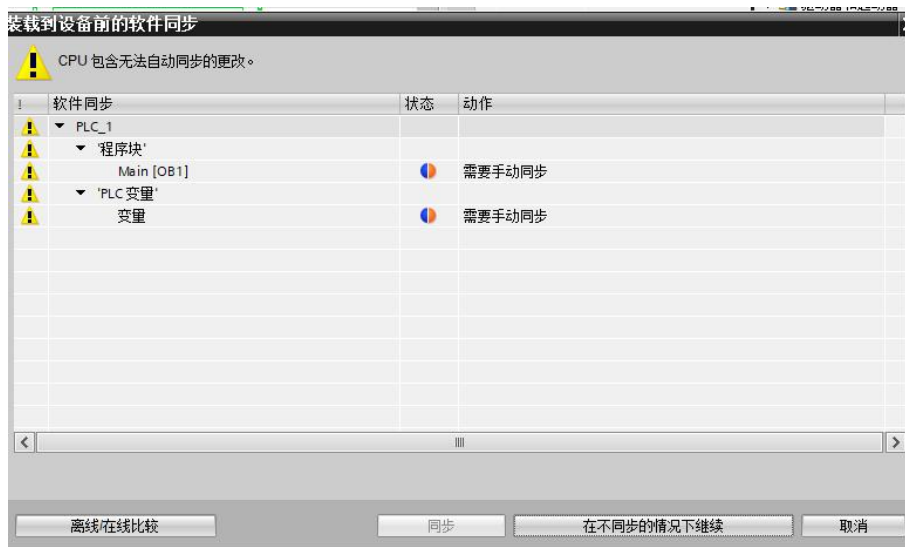 装载到设备前的软件同步
CPU 包含无法自动同步的更改。
! 软件同步 状态 动作
PLC_1
'程序块'
Main [OB1] 需要手动同步
'PLC 变量'
变量 需要手动同步
离线/在线比较 同步 在不同步的情况下继续 取消